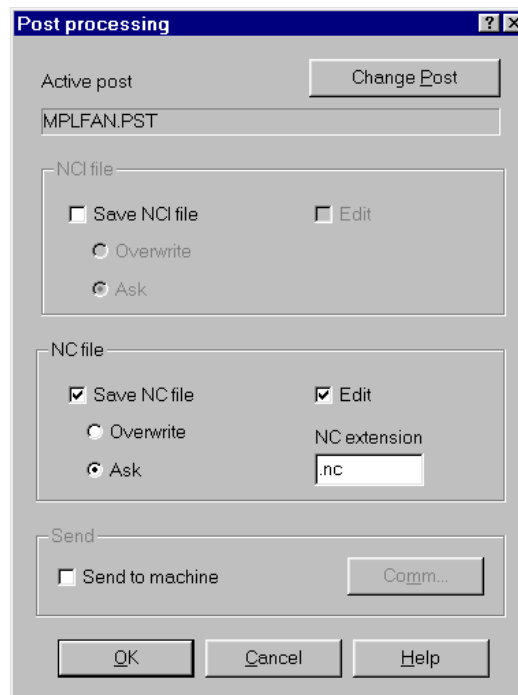 Post processing
Active post
Change Post
MPLFAN.PST
NCI file
Save NCI file
Edit
Overwrite
Ask
NC file
Save NC file
Edit
Overwrite
NC extension
Ask
.nc
Send
Send to machine
Comm...
OK
Cancel
Help